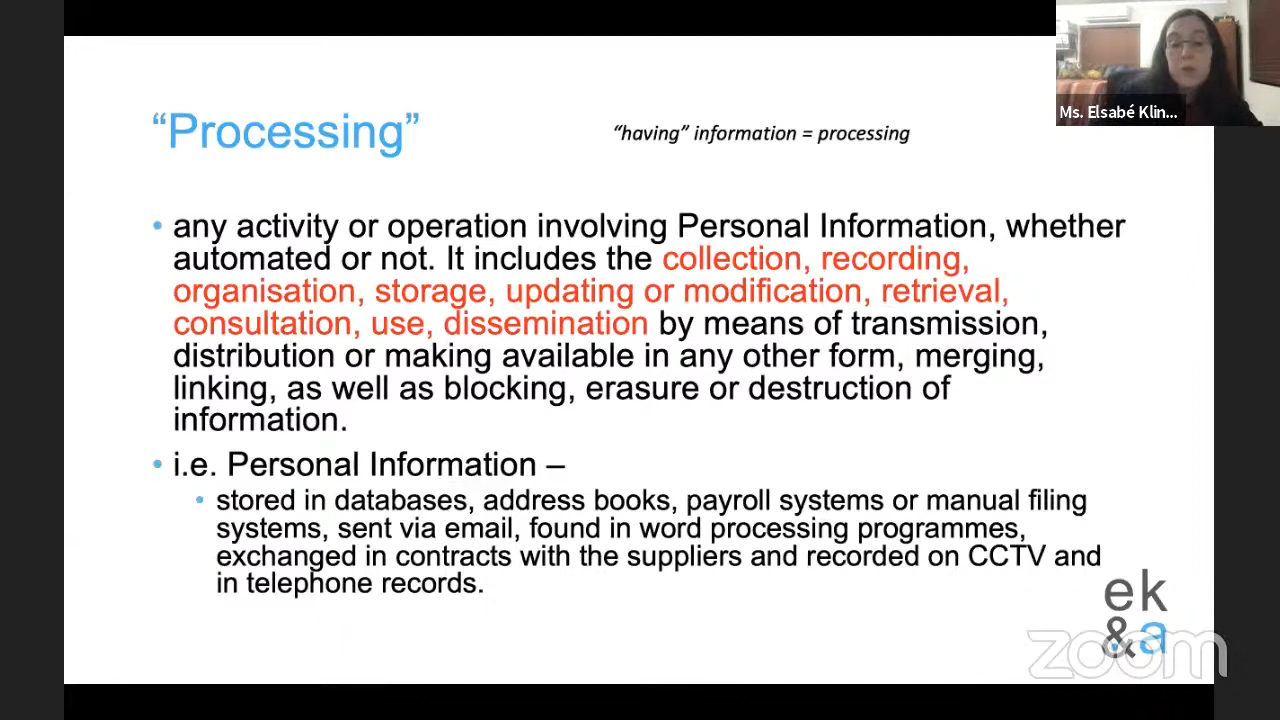 “Processing”
“having” information = processing
Ms. Elsabé Klin...
• any activity or operation involving Personal Information, whether
automated or not. It includes the collection, recording,
organisation, storage, updating or modification, retrieval,
consultation, use, dissemination by means of transmission,
distribution or making available in any other form, merging,
linking, as well as blocking, erasure or destruction of
information.
• i.e. Personal Information –
• stored in databases, address books, payroll systems or manual filing
systems, sent via email, found in word processing programmes,
exchanged in contracts with the suppliers and recorded on CCTV and
in telephone records.
ek
&a
zoom